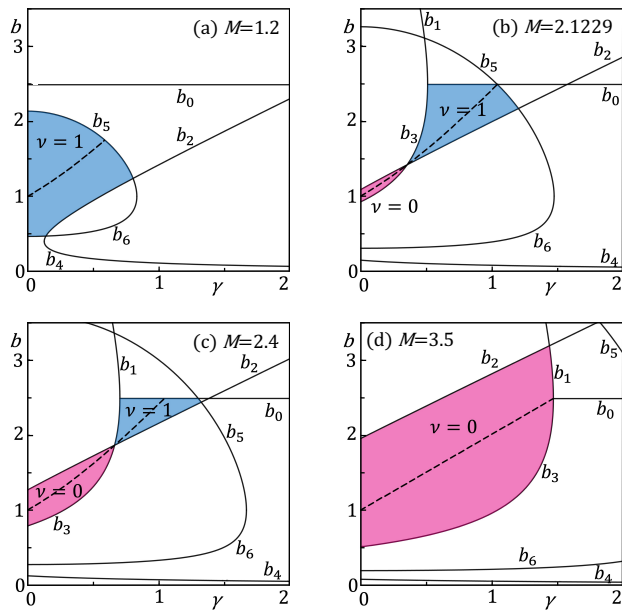 b
(a) M=1.2
3
b₀
b₅
b₂
2
ν = 1
1
b₆
b₄
0
0
1
γ
2
b
b₁
(b) M=2.1229
3
b₅
b₂
b₀
2
b₃
ν = 1
1
ν = 0
b₆
b₄
0
0
1
γ
2
b
(c) M=2.4
3
b₁
b₂
b₀
ν = 1
b₅
2
ν = 0
1
b₃
b₆
b₄
0
0
1
γ
2
b
(d) M=3.5
3
b₂
b₁
b₅
b₀
ν = 0
2
b₃
1
b₆
b₄
0
0
1
γ
2